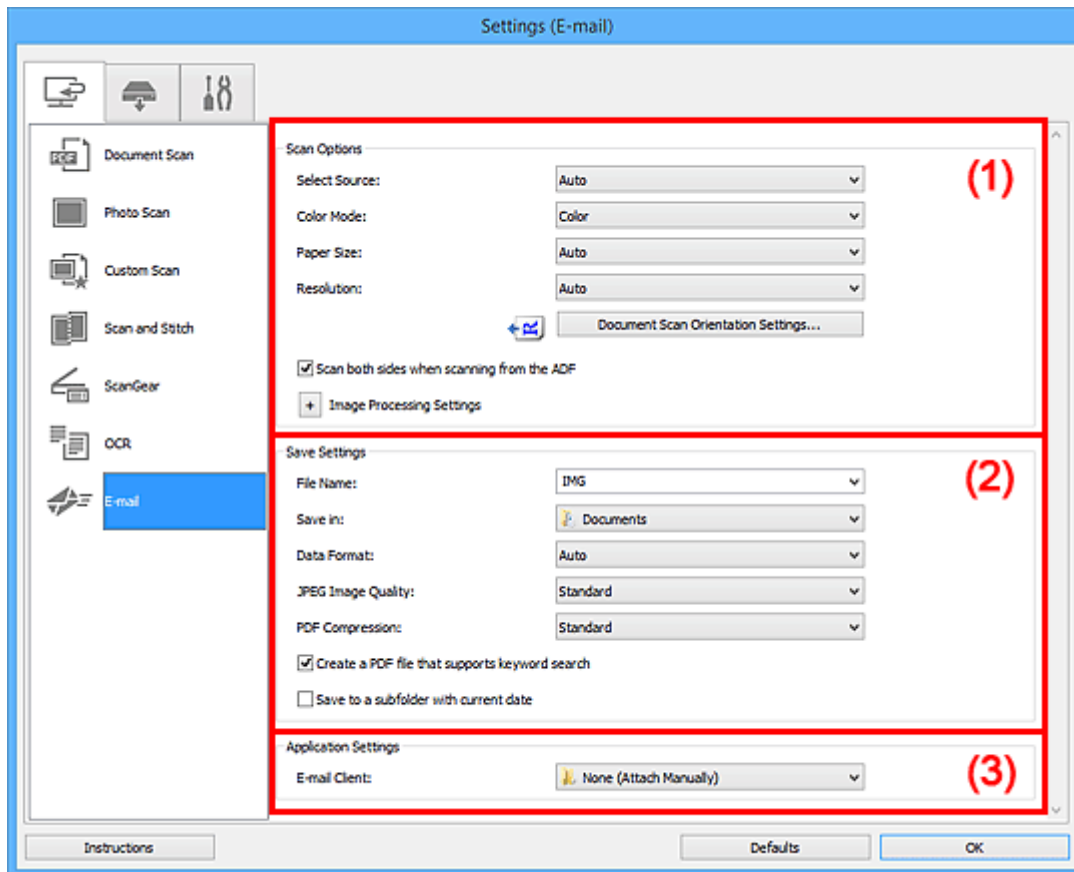 Settings (E-mail)
PDF
Document Scan
Photo Scan
Custom Scan
Scan and Stitch
ScanGear
OCR
E-mail
(1)
Scan Options
Select Source: Auto
Color Mode: Color
Paper Size: Auto
Resolution: Auto
R Document Scan Orientation Settings...
Scan both sides when scanning from the ADF
+ Image Processing Settings
(2)
Save Settings
File Name: IMG
Save in: Documents
Data Format: Auto
JPEG Image Quality: Standard
PDF Compression: Standard
Create a PDF file that supports keyword search
Save to a subfolder with current date
(3)
Application Settings
E-mail Client: None (Attach Manually)
Instructions Defaults OK